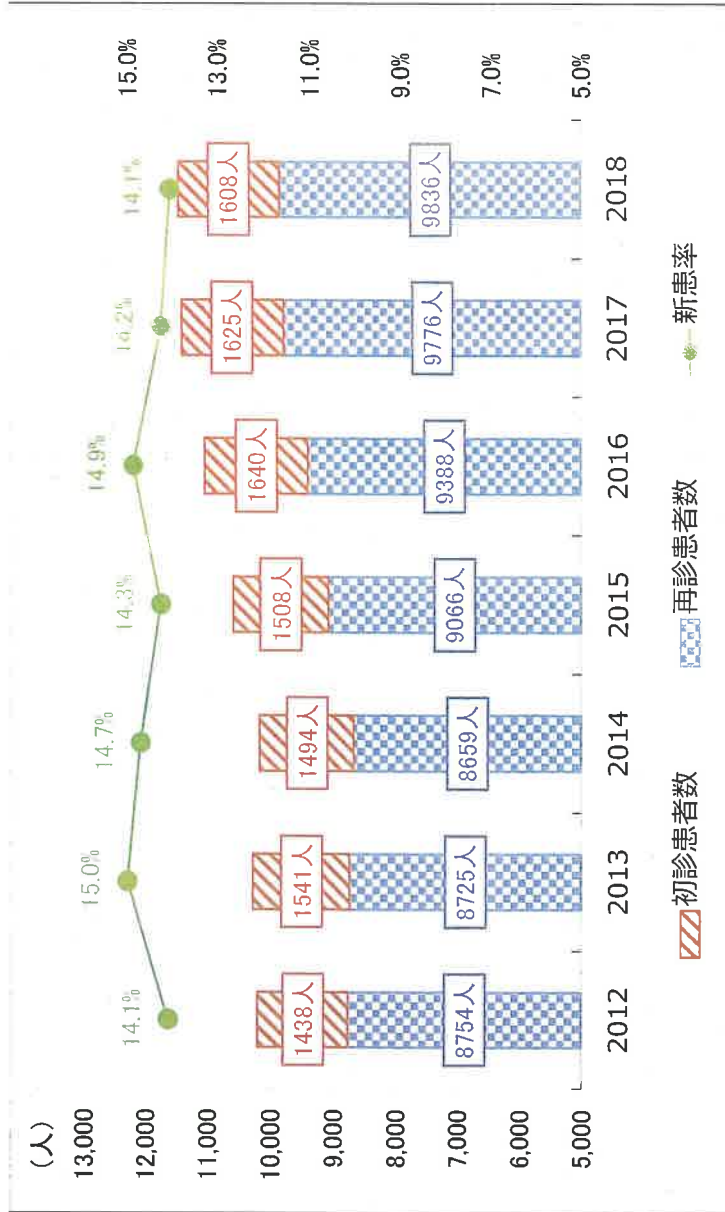 (人)
13,000
12,000
11,000
10,000
9,000
8,000
7,000
6,000
5,000
15.0%
13.0%
11.0%
9.0%
7.0%
5.0%
14.1%
15.0%
14.7%
14.3%
14.9%
14.2%
14.1%
1438人
1541人
1494人
1508人
1640人
1625人
1608人
8754人
8725人
8659人
9066人
9388人
9776人
9836人
2012 2013 2014 2015 2016 2017 2018
初診患者数 再診患者数 新患率